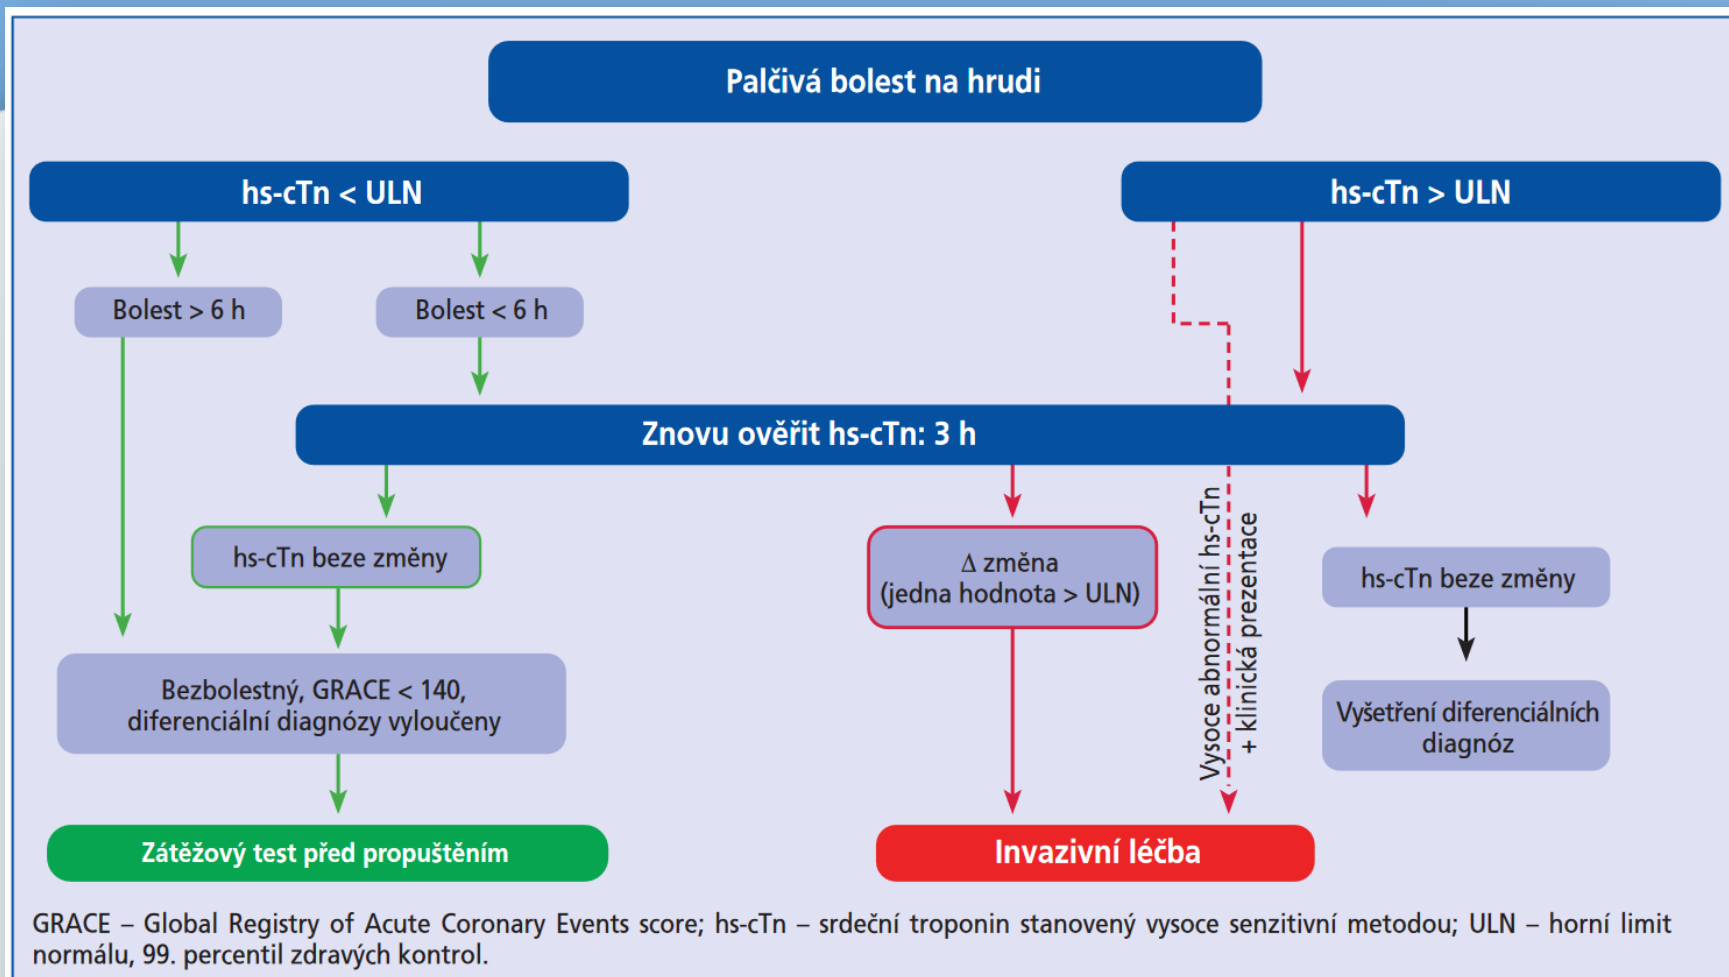 Palčivá bolest na hrudi
hs-cTn < ULN
hs-cTn > ULN
Bolest > 6 h
Bolest < 6 h
Znovu ověřit hs-cTn: 3 h
hs-cTn beze změny
Δ změna
(jedna hodnota > ULN)
Vysoce abnormální hs-cTn
+ klinická prezentace
hs-cTn beze změny
Bezbolestný, GRACE < 140,
diferenciální diagnózy vyloučeny
Vyšetření diferenciálních
diagnóz
Zátěžový test před propuštěním
Invazivní léčba
GRACE – Global Registry of Acute Coronary Events score; hs-cTn – srdeční troponin stanovený vysoce senzitivní metodou; ULN – horní limit
normálu, 99. percentil zdravých kontrol.